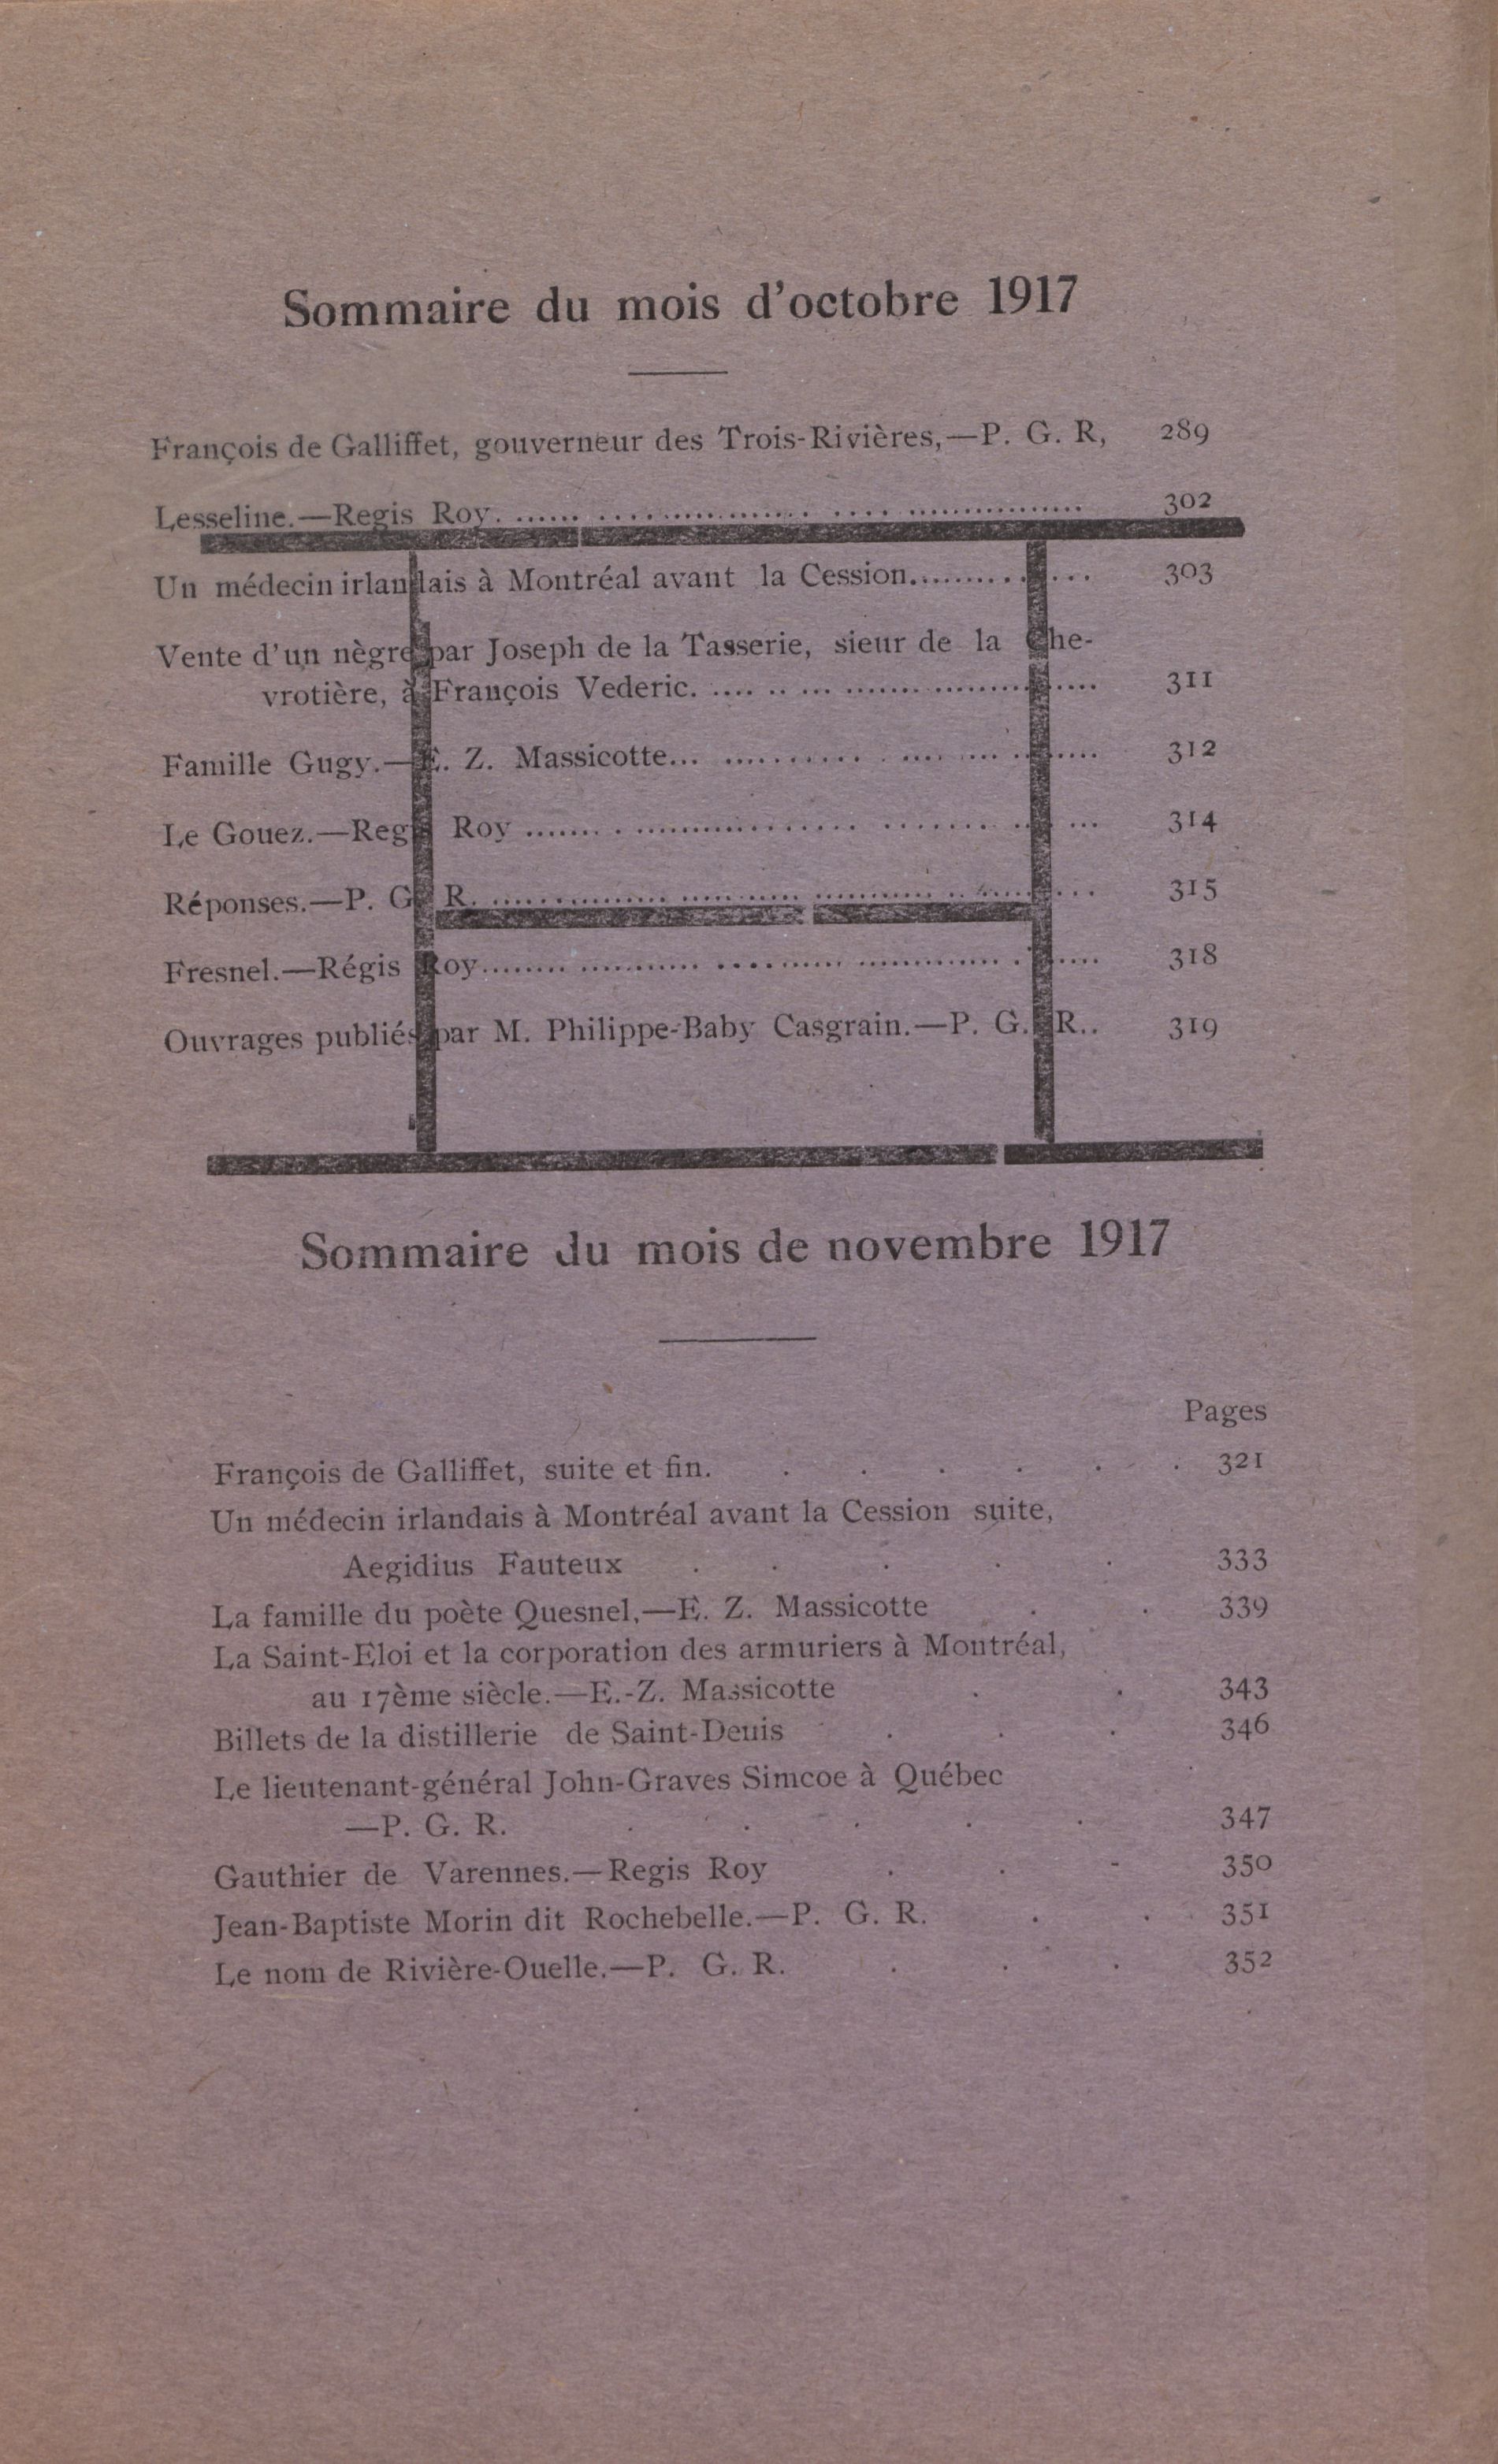 Sommaire du mois d'octobre 1917
François de Galliffet, gouverneur des Trois-Rivières,—P. G. R, 289
Lesseline.—Regis Roy. ...... .................... .... ................ 302
Un médecin irlandais à Montréal avant la Cession............... 303
Vente d'un nègre par Joseph de la Tasserie, sieur de la Che-
vrotière, à François Vederic. .... .. ... ....... ................ 311
Famille Gugy.—E. Z. Massicotte... ........... . .... ... ........ 312
Le Gouez.—Regis Roy ....... . ................. ....... .. ... 314
Réponses.—P. G. R. ................ ........... ........... .. ......... 315
Fresnel.—Régis Roy........ ........... ............ ............. . ..... 318
Ouvrages publiés par M. Philippe-Baby Casgrain.—P. G. R.. 319
Sommaire du mois de novembre 1917
Pages
François de Galliffet, suite et fin. . . . . . . 321
Un médecin irlandais à Montréal avant la Cession suite,
Aegidius Fauteux . . . . . 333
La famille du poète Quesnel,—E. Z. Massicotte . . 339
La Saint-Eloi et la corporation des armuriers à Montréal,
au 17ème siècle.—E.-Z. Massicotte . . 343
Billets de la distillerie de Saint-Denis . . . 346
Le lieutenant-général John-Graves Simcoe à Québec
—P. G. R. . . . . . 347
Gauthier de Varennes.—Regis Roy . . - 350
Jean-Baptiste Morin dit Rochebelle.—P. G. R. . . 351
Le nom de Rivière-Ouelle.—P. G. R. . . . 352